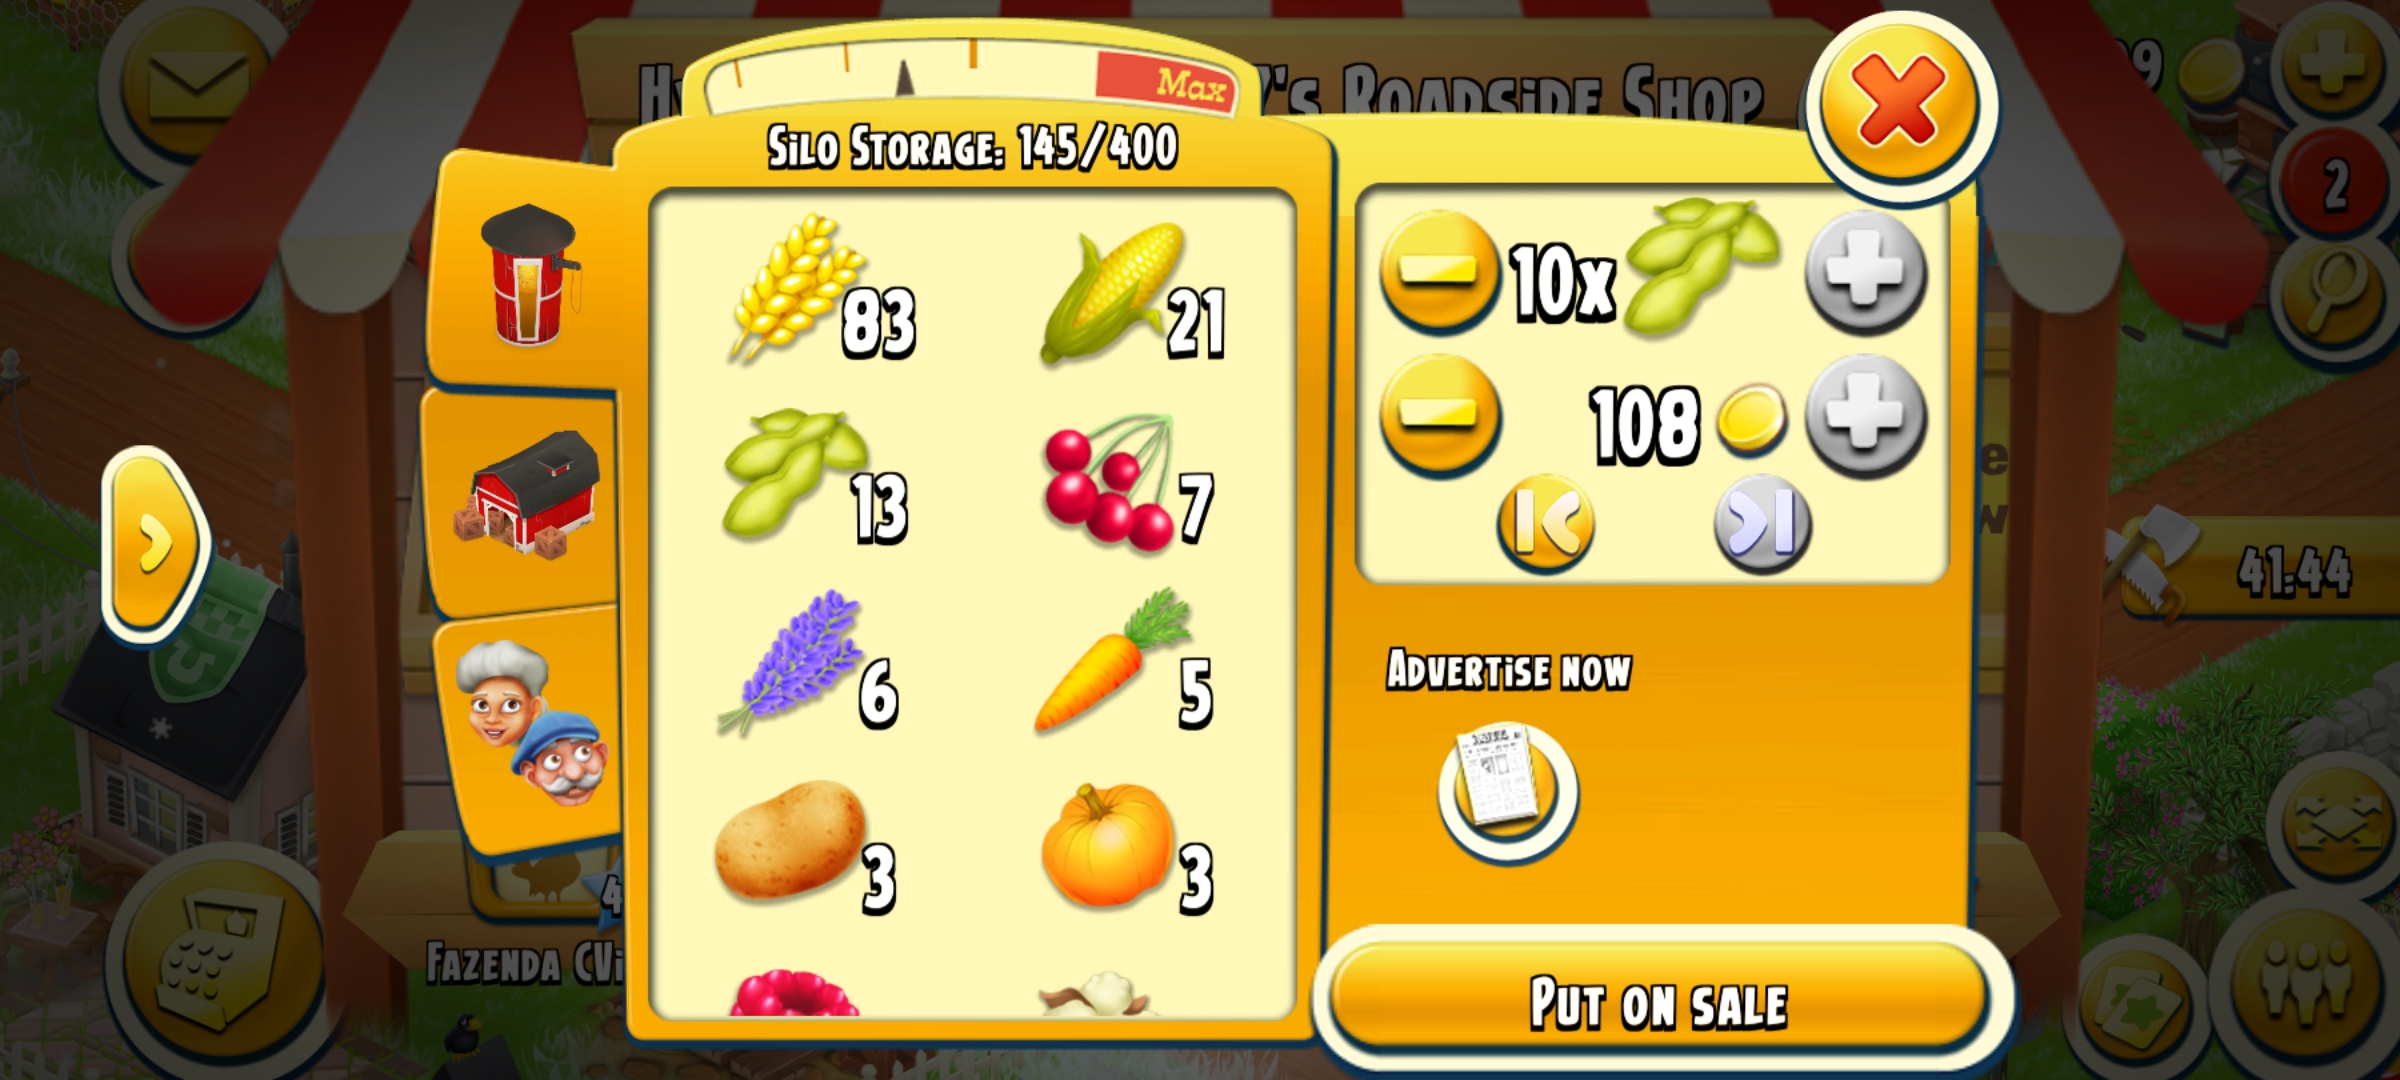 'S ROADSIDE SHOP
Max
SILO STORAGE: 145/400
83
21
13
7
6
5
3
3
10x
108
ADVERTISE NOW
PUT ON SALE
2
41:44
FAZENDA